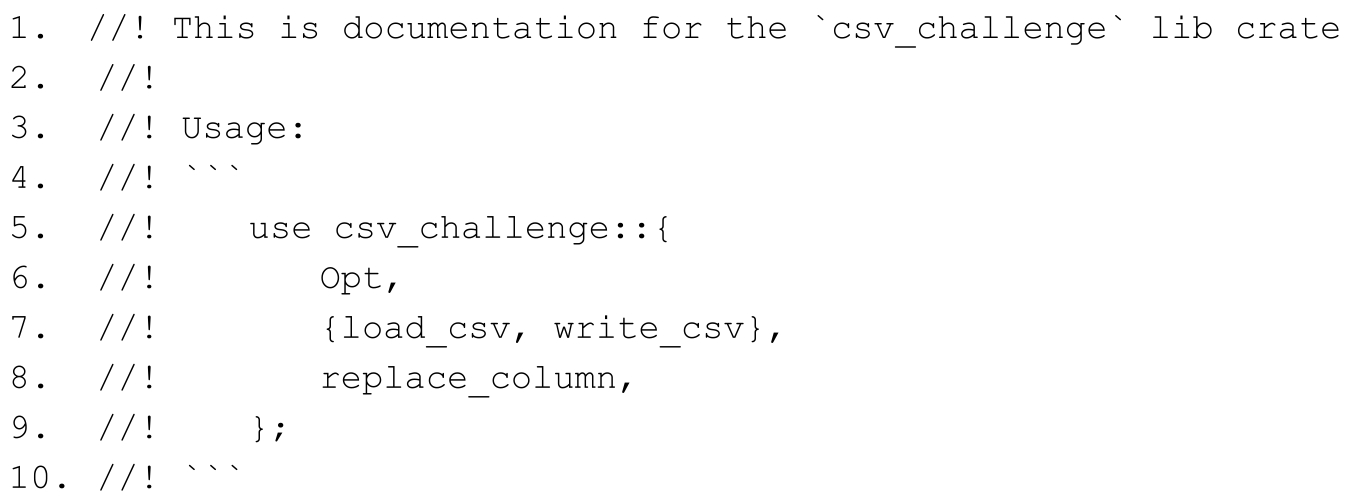 1.  //! This is documentation for the `csv_challenge` lib crate
2.  //!
3.  //! Usage:
4.  //! ```
5.  //!    use csv_challenge::{
6.  //!        Opt,
7.  //!        {load_csv, write_csv},
8.  //!        replace_column,
9.  //!    };
10. //! ```